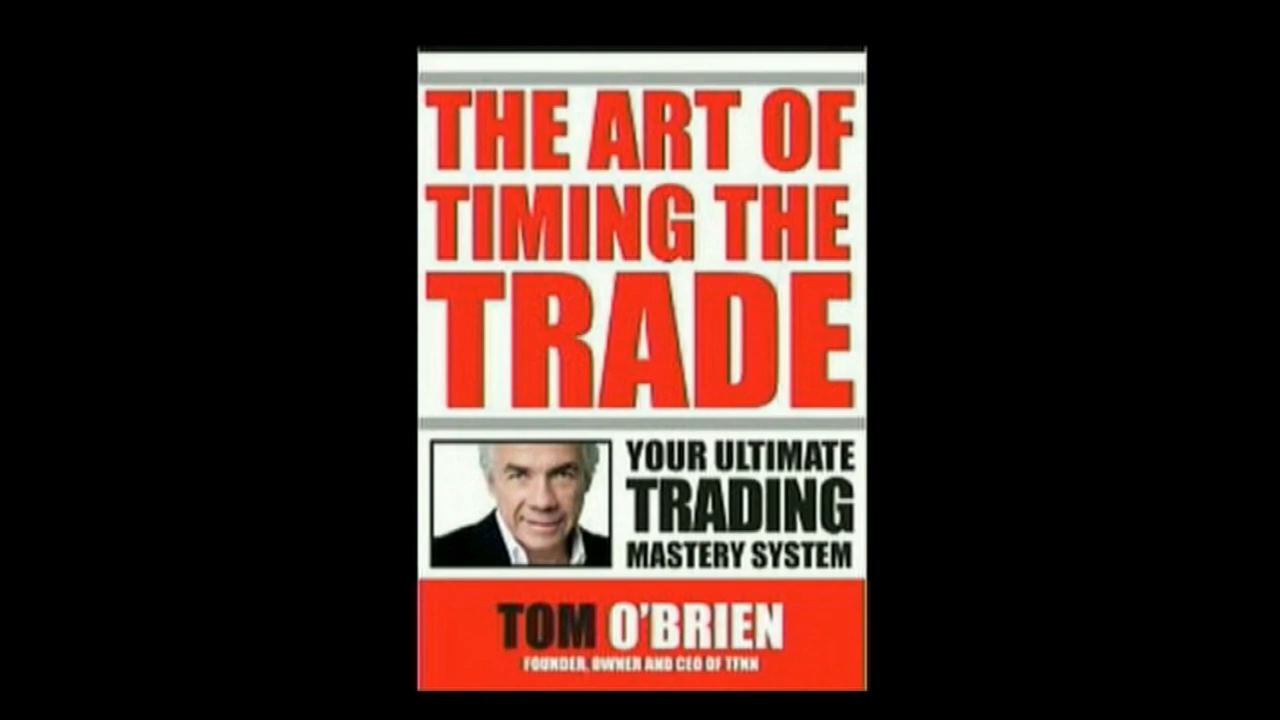 THE ART OF
TIMING THE
TRADE
YOUR ULTIMATE
TRADING
MASTERY SYSTEM
TOM O'BRIEN
FOUNDER, OWNER AND CEO OF TFNN